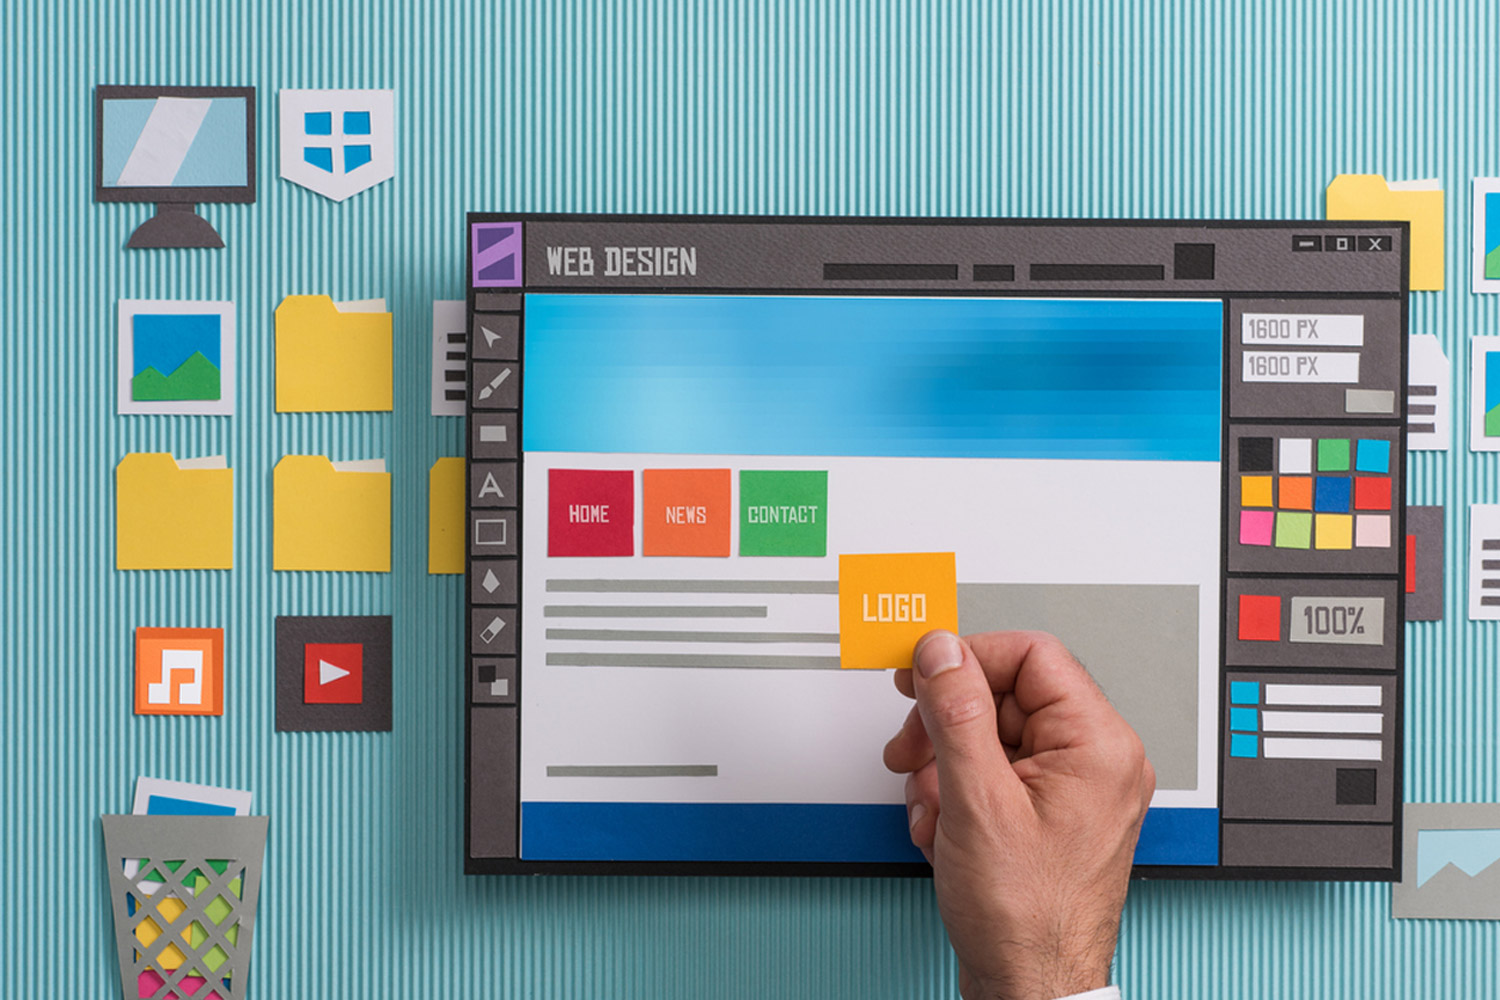 WEB DESIGN
1600 PX
1600 PX
HOME
NEWS
CONTACT
LOGO
100%